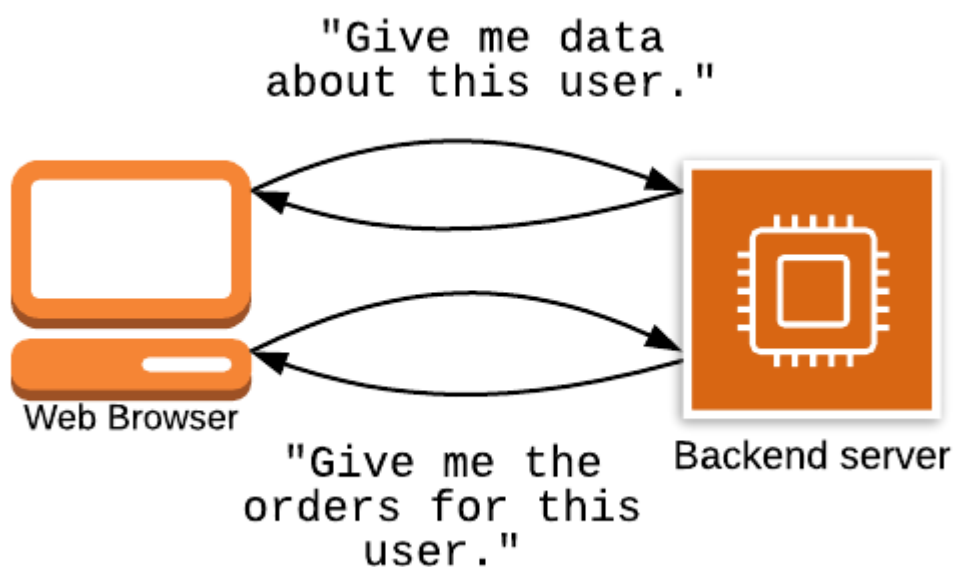 "Give me data
about this user."
Web Browser
Backend server
"Give me the
orders for this
user."